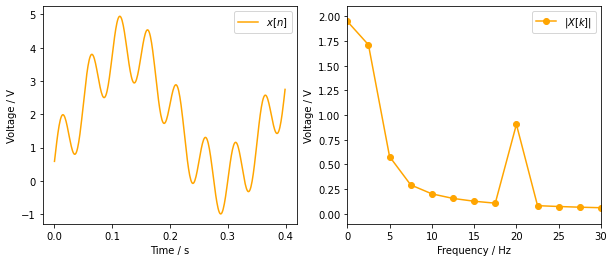 x[n]
5
4
3
2
1
0
−1
Voltage / V
0.0 0.1 0.2 0.3 0.4
Time / s
|X[k]|
2.00
1.75
1.50
1.25
1.00
0.75
0.50
0.25
0.00
Voltage / V
0 5 10 15 20 25 30
Frequency / Hz